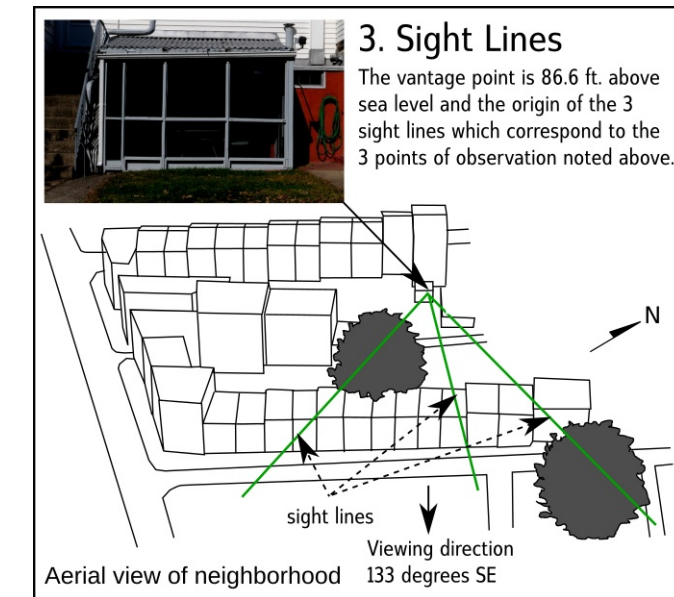 3. Sight Lines
The vantage point is 86.6 ft. above
sea level and the origin of the 3
sight lines which correspond to the
3 points of observation noted above.
N
sight lines
Viewing direction
133 degrees SE
Aerial view of neighborhood